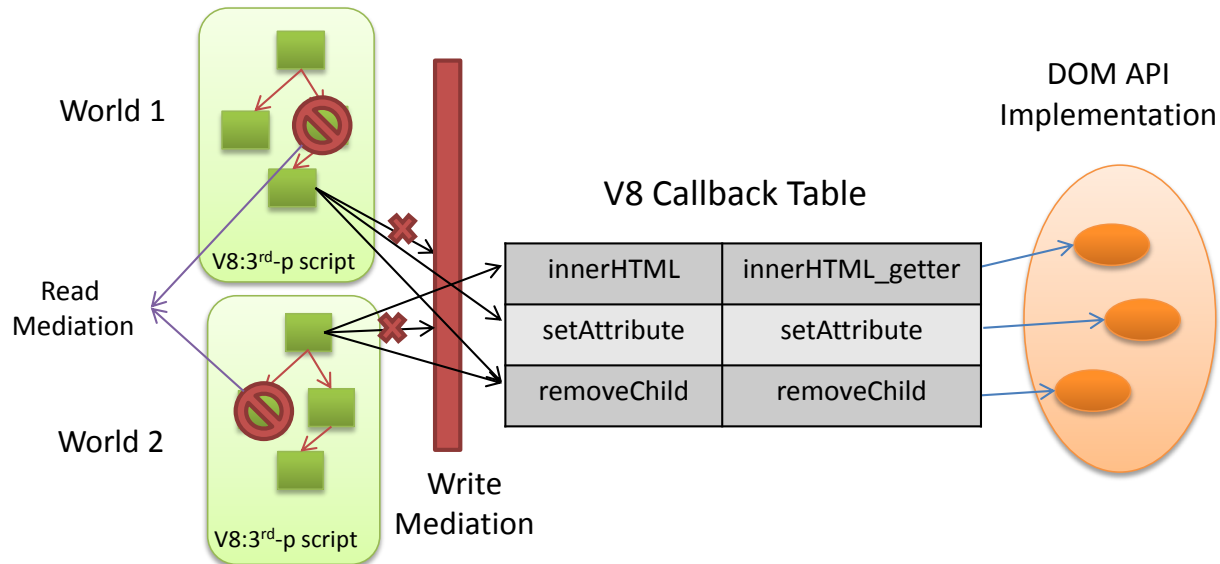 World 1
V8:3rd-p script
Read
Mediation
World 2
V8:3rd-p script
Write
Mediation
V8 Callback Table
innerHTML innerHTML_getter
setAttribute setAttribute
removeChild removeChild
DOM API
Implementation